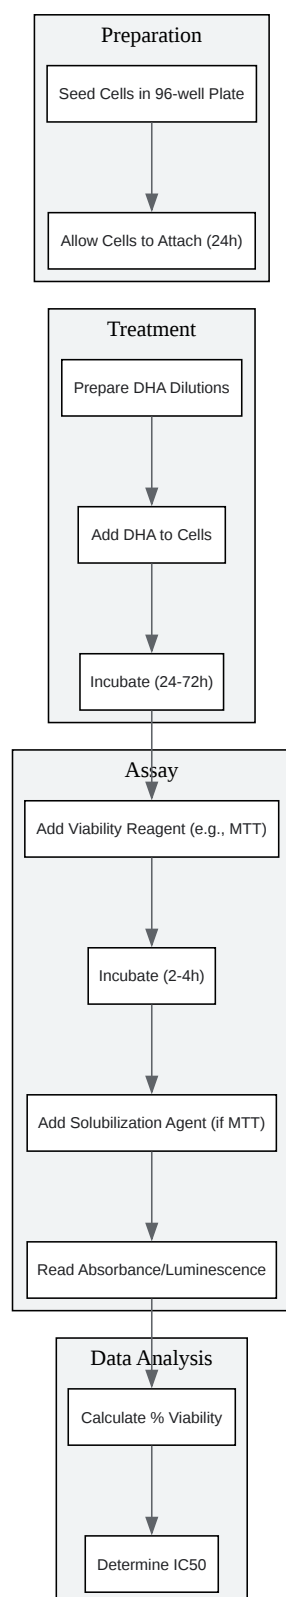 Preparation
Seed Cells in 96-well Plate
Allow Cells to Attach (24h)
Treatment
Prepare DHA Dilutions
Add DHA to Cells
Incubate (24-72h)
Assay
Add Viability Reagent (e.g., MTT)
Incubate (2-4h)
Add Solubilization Agent (if MTT)
Read Absorbance/Luminescence
Data Analysis
Calculate % Viability
Determine IC50